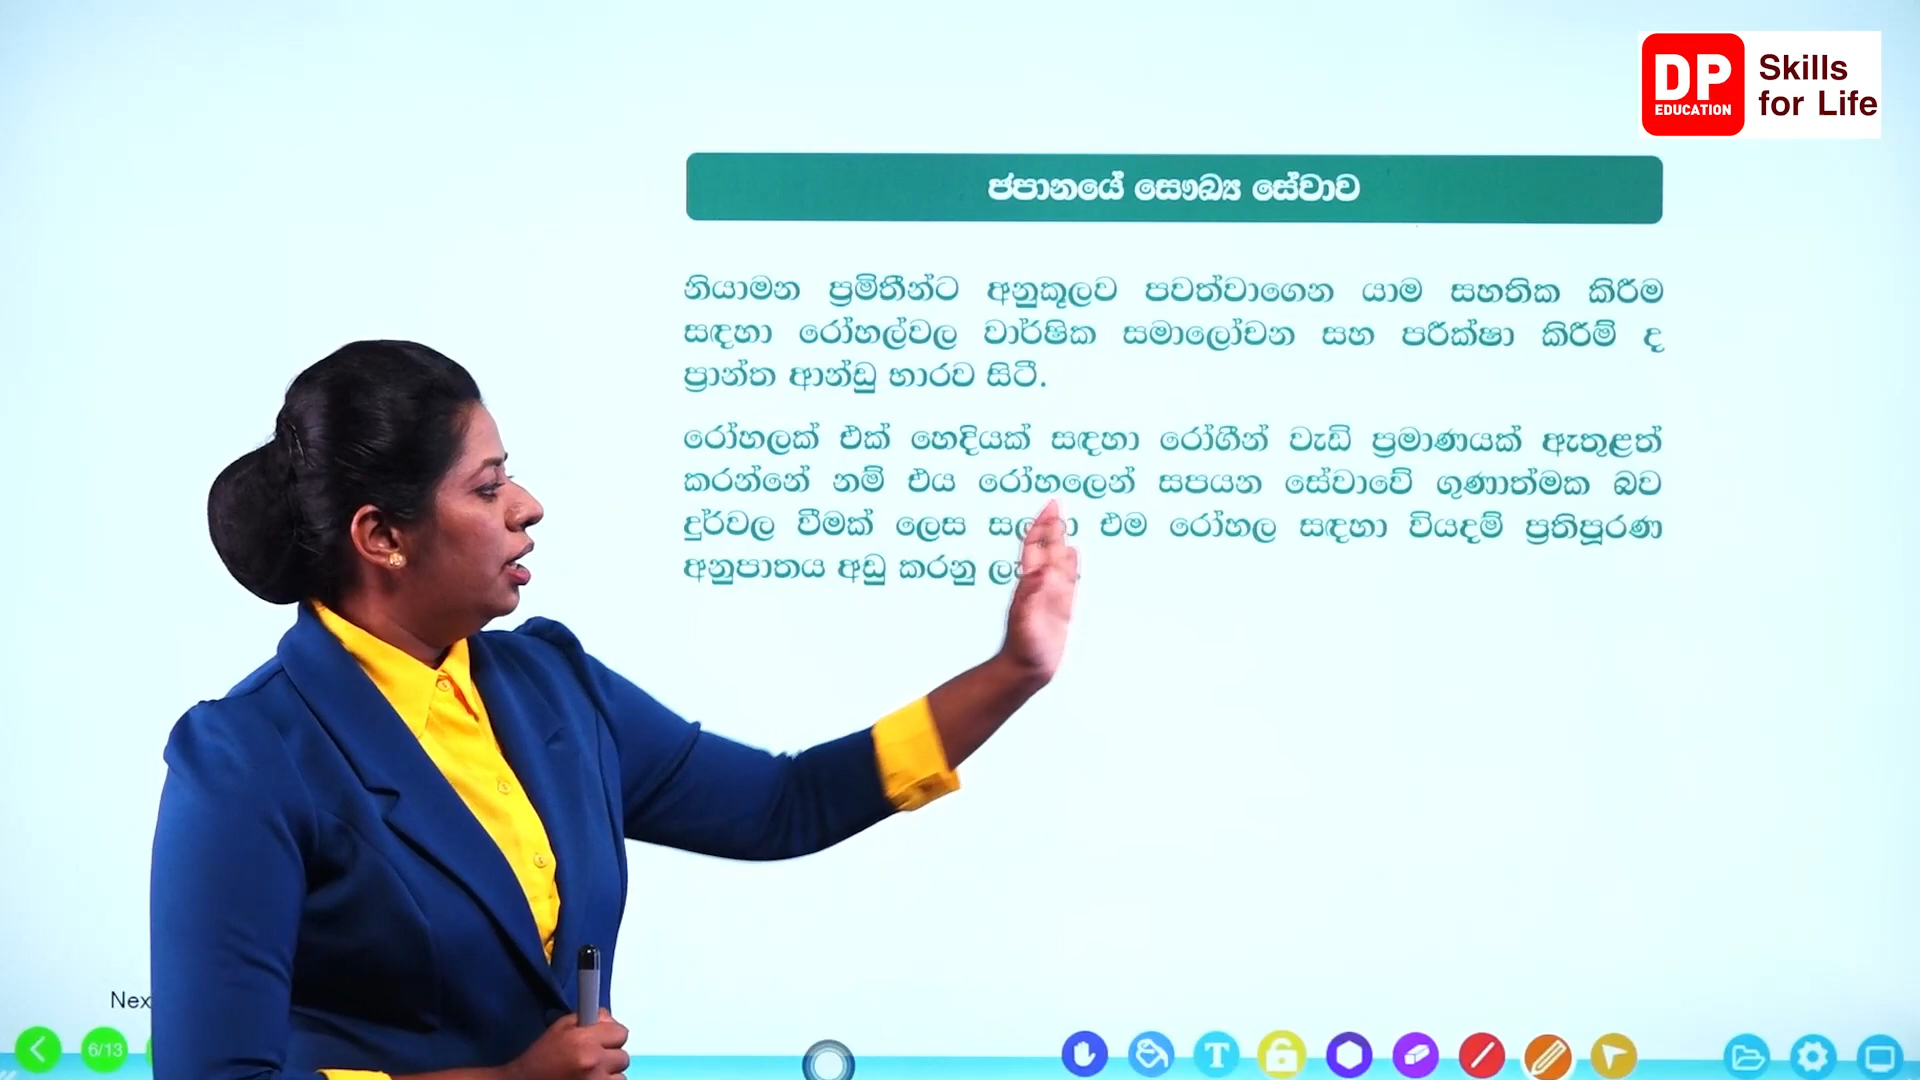 DP
EDUCATION
Skills
for Life
ජපානයේ සෞඛ්‍ය සේවාව
නියාමන ප්‍රමිතීන්ට අනුකූලව පවත්වාගෙන යාම සහතික කිරීම
සඳහා රෝහල්වල වාර්ෂික සමාලෝචන සහ පරීක්ෂා කිරීම් ද
ප්‍රාන්ත ආන්ඩු භාරව සිටී.
රෝහලක් එක් හෙදියක් සඳහා රෝගීන් වැඩි ප්‍රමාණයක් ඇතුළත්
කරන්නේ නම් එය රෝහලෙන් සපයන සේවාවේ ගුණාත්මක බව
දුර්වල වීමක් ලෙස එම රෝහල සඳහා වියදම් ප්‍රතිපූරණ
අනුපාතය අඩු කරනු
Nex
6/13